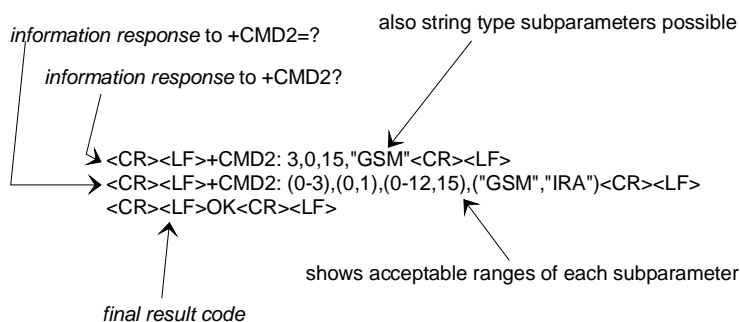 also string type subparameters possible
information response to +CMD2=?
information response to +CMD2?
<CR><LF>+CMD2: 3,0,15,"GSM"<CR><LF>
<CR><LF>+CMD2: (0-3),(0,1),(0-12,15),("GSM","IRA")<CR><LF>
<CR><LF>OK<CR><LF>
shows acceptable ranges of each subparameter
final result code